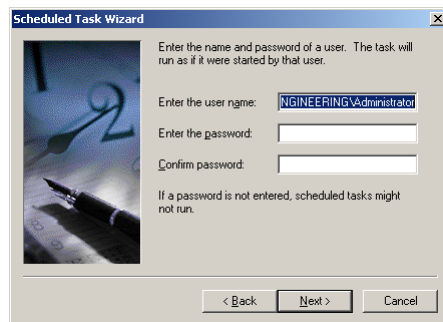 Scheduled Task Wizard
Enter the name and password of a user. The task will
run as if it were started by that user.
Enter the user name:
NGINEERING\Administrator
Enter the password:
Confirm password:
If a password is not entered, scheduled tasks might
not run.
< Back
Next >
Cancel